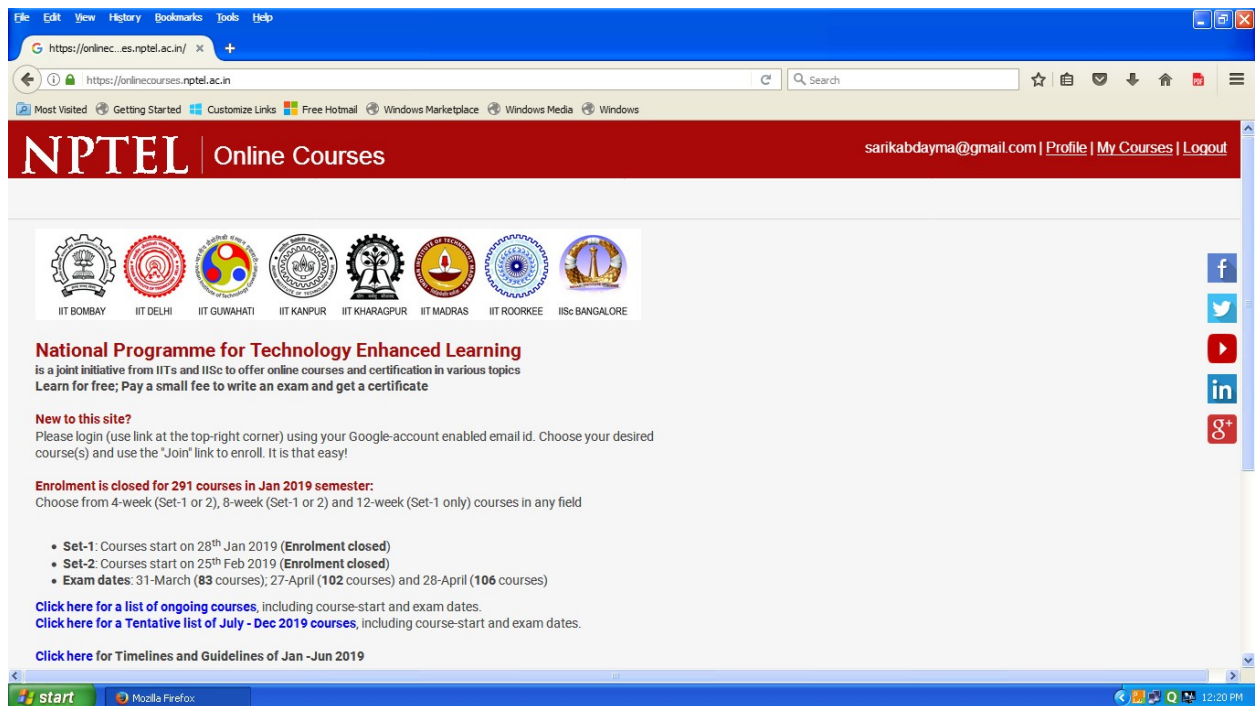 File Edit View History Bookmarks Tools Help
https://onlinec...es.nptel.ac.in/
https://onlinecourses.nptel.ac.in
Search
Most Visited Getting Started Customize Links Free Hotmail Windows Marketplace Windows Media Windows
NPTEL Online Courses
sarikabdayma@gmail.com | Profile | My Courses | Logout
IIT BOMBAY IIT DELHI IIT GUWAHATI IIT KANPUR IIT KHARAGPUR IIT MADRAS IIT ROORKEE IISc BANGALORE
National Programme for Technology Enhanced Learning
is a joint initiative from IITs and IISc to offer online courses and certification in various topics
Learn for free; Pay a small fee to write an exam and get a certificate
New to this site?
Please login (use link at the top-right corner) using your Google-account enabled email id. Choose your desired
course(s) and use the "Join" link to enroll. It is that easy!
Enrolment is closed for 291 courses in Jan 2019 semester:
Choose from 4-week (Set-1 or 2), 8-week (Set-1 or 2) and 12-week (Set-1 only) courses in any field
• Set-1: Courses start on 28th Jan 2019 (Enrolment closed)
• Set-2: Courses start on 25th Feb 2019 (Enrolment closed)
• Exam dates: 31-March (83 courses); 27-April (102 courses) and 28-April (106 courses)
Click here for a list of ongoing courses, including course-start and exam dates.
Click here for a Tentative list of July - Dec 2019 courses, including course-start and exam dates.
Click here for Timelines and Guidelines of Jan -Jun 2019
start Mozilla Firefox 12:20 PM